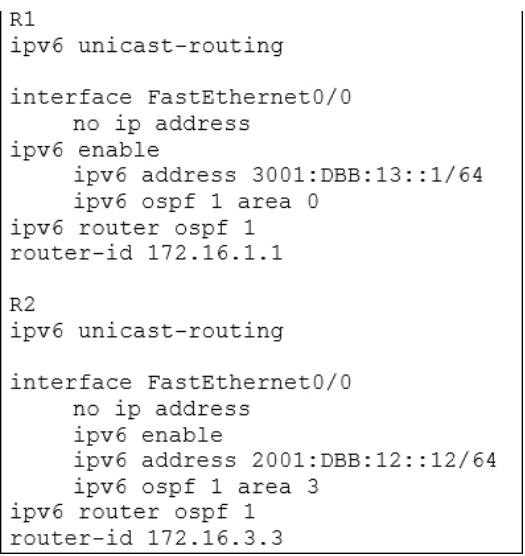 R1
ipv6 unicast-routing
interface FastEthernet0/0
no ip address
ipv6 enable
ipv6 address 3001:DBB:13::1/64
ipv6 ospf 1 area 0
ipv6 router ospf 1
router-id 172.16.1.1
R2
ipv6 unicast-routing
interface FastEthernet0/0
no ip address
ipv6 enable
ipv6 address 2001:DBB:12::12/64
ipv6 ospf 1 area 3
ipv6 router ospf 1
router-id 172.16.3.3